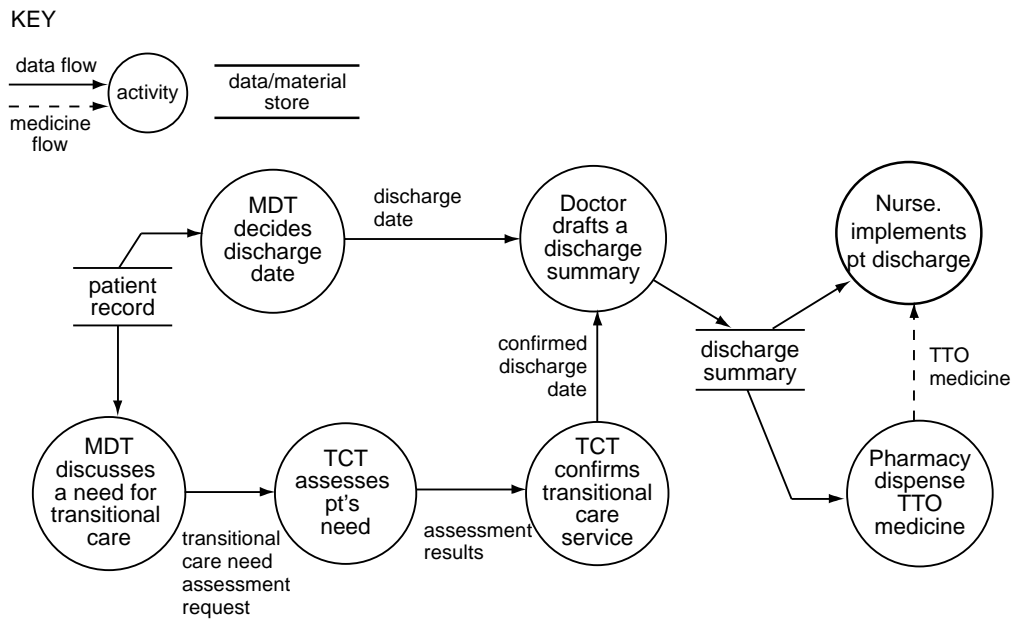 KEY
data flow
activity
medicine
flow
data/material
store
MDT
decides
discharge
date
discharge
date
Doctor
drafts a
discharge
summary
Nurse.
implements
pt discharge
patient
record
confirmed
discharge
date
discharge
summary
TTO
medicine
MDT
discusses
a need for
transitional
care
transitional
care need
assessment
request
TCT
assesses
pt's
need
assessment
results
TCT
confirms
transitional
care
service
Pharmacy
dispense
TTO
medicine